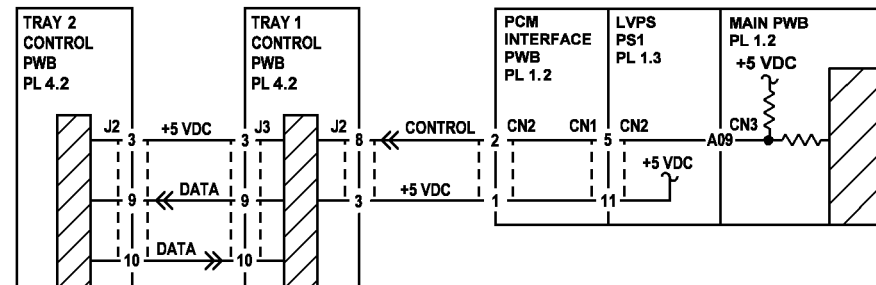 TRAY 2
CONTROL
PWB
PL 4.2
TRAY 1
CONTROL
PWB
PL 4.2
PCM
INTERFACE
PWB
PL 1.2
LVPS
PS1
PL 1.3
MAIN PWB
PL 1.2
+5 VDC
J2 3 +5 VDC 3 J3 J2 8 CONTROL 2 CN2 CN1 5 CN2 A09 CN3
+5 VDC
9 DATA 9 3 +5 VDC 1 11
10 DATA 10